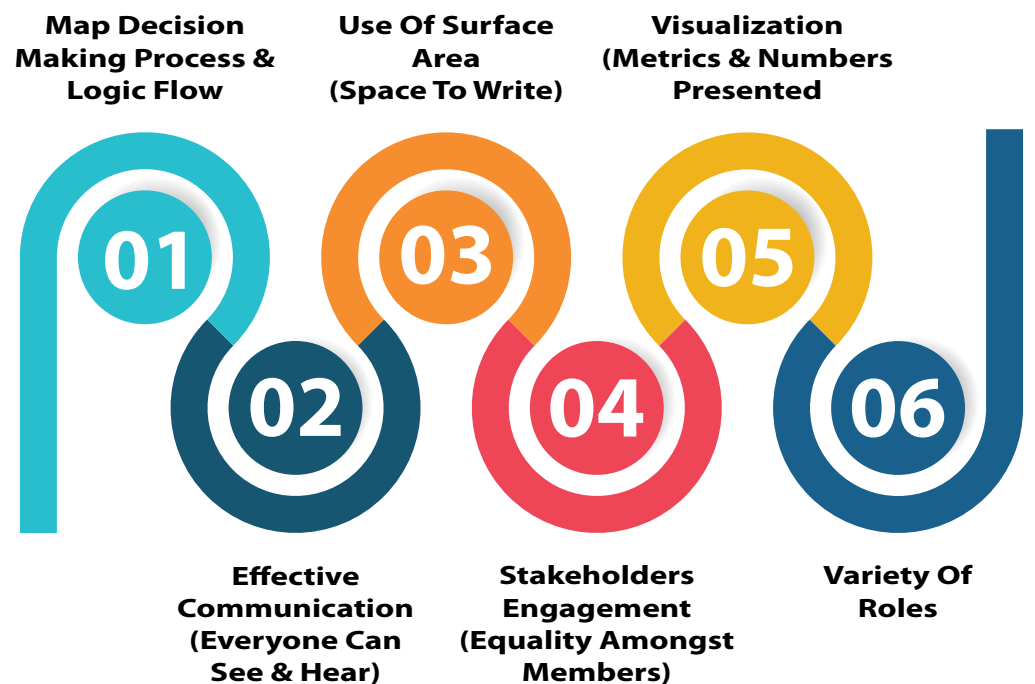 Map Decision
Making Process &
Logic Flow
Use Of Surface
Area
(Space To Write)
Visualization
(Metrics & Numbers
Presented
01
02
03
04
05
06
Effective
Communication
(Everyone Can
See & Hear)
Stakeholders
Engagement
(Equality Amongst
Members)
Variety Of
Roles